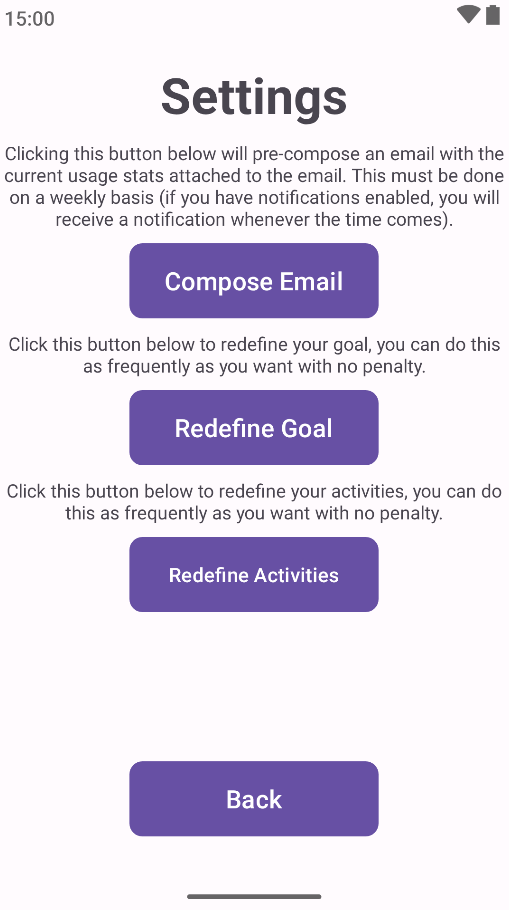 15:00
Settings
Clicking this button below will pre-compose an email with the
current usage stats attached to the email. This must be done
on a weekly basis (if you have notifications enabled, you will
receive a notification whenever the time comes).
Compose Email
Click this button below to redefine your goal, you can do this
as frequently as you want with no penalty.
Redefine Goal
Click this button below to redefine your activities, you can do
this as frequently as you want with no penalty.
Redefine Activities
Back